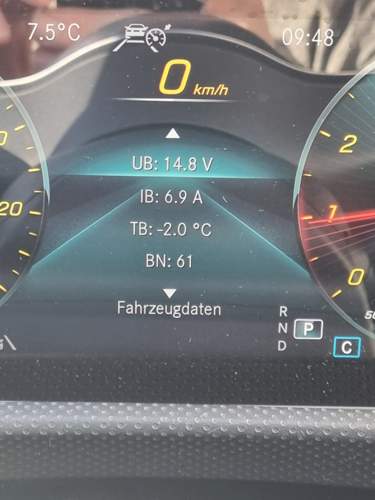 7.5°C 09:48
0 km/h
UB: 14.8 V
IB: 6.9 A
TB: -2.0 °C
BN: 61
Fahrzeugdaten
20
2
1
0
R
N P
D C